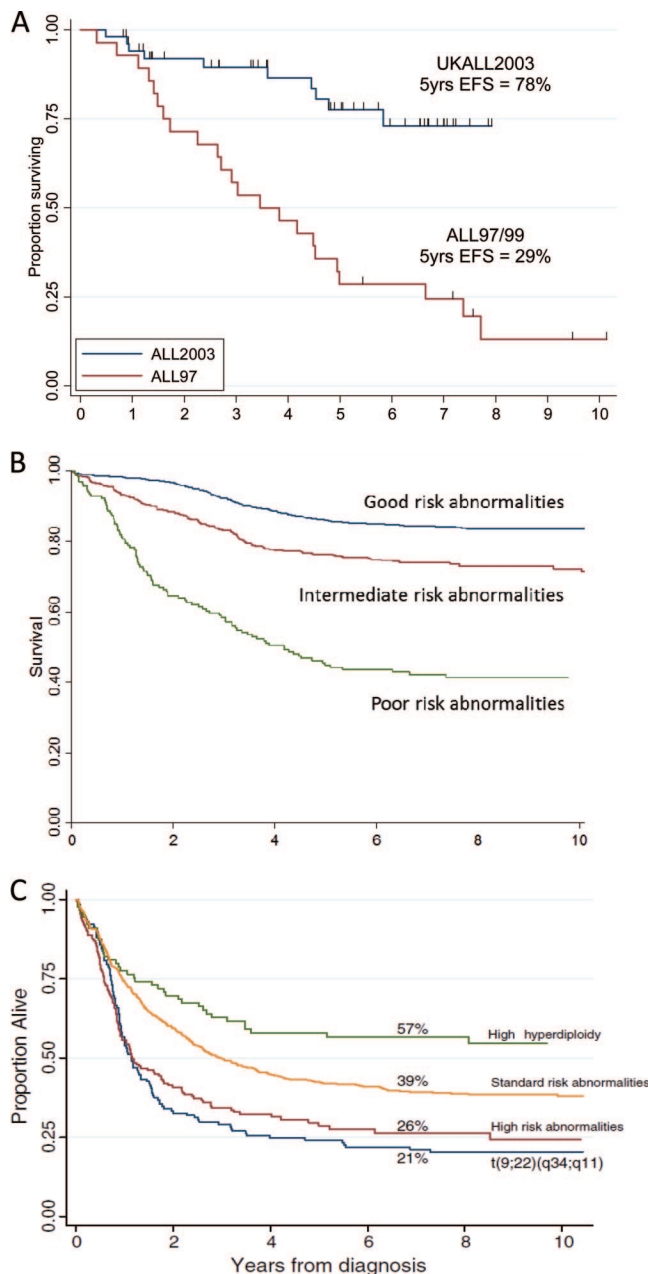 A
1.00
0.75
0.50
0.25
0.00
Proportion surviving
UKALL2003
5yrs EFS = 78%
ALL97/99
5yrs EFS = 29%
ALL2003
ALL97
0 1 2 3 4 5 6 7 8 9 10
B
1.00
0.80
0.60
0.40
0.20
0.00
Survival
Good risk abnormalities
Intermediate risk abnormalities
Poor risk abnormalities
0 2 4 6 8 10
C
1.00
0.75
0.50
0.25
0.00
Proportion Alive
57% High hyperdiploidy
39% Standard risk abnormalities
26% High risk abnormalities
21% t(9;22)(q34;q11)
0 2 4 6 8 10
Years from diagnosis